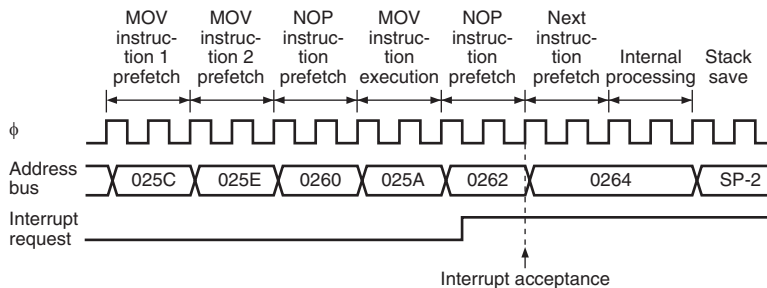 MOV
instruc-
tion 1
prefetch
MOV
instruc-
tion 2
prefetch
NOP
instruc-
tion
prefetch
MOV
instruc-
tion
execution
NOP
instruc-
tion
prefetch
Next
instruc-
tion
prefetch
Internal
processing
Stack
save
ϕ
Address
bus
025C 025E 0260 025A 0262 0264 SP-2
Interrupt
request
Interrupt acceptance